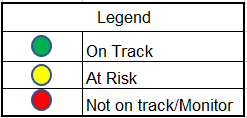 Legend
On Track
At Risk
Not on track/Monitor